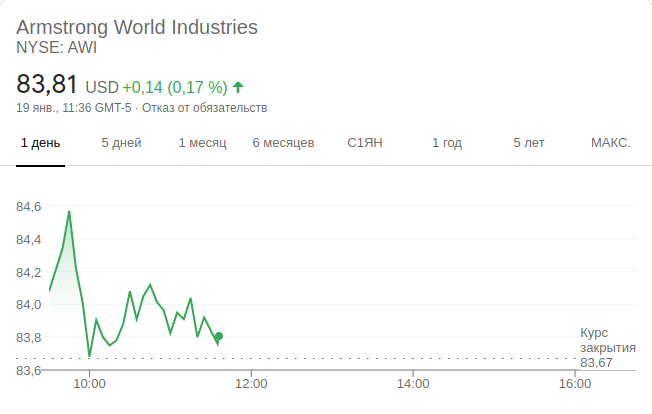 Armstrong World Industries
NYSE: AWI
83,81 USD +0,14 (0,17 %)
19 янв., 11:36 GMT-5 · Отказ от обязательств
1 день 5 дней 1 месяц 6 месяцев С1ЯН 1 год 5 лет МАКС.
84,6
84,4
84,2
84,0
83,8
83,6
Курс
закрытия
83,67
10:00 12:00 14:00 16:00